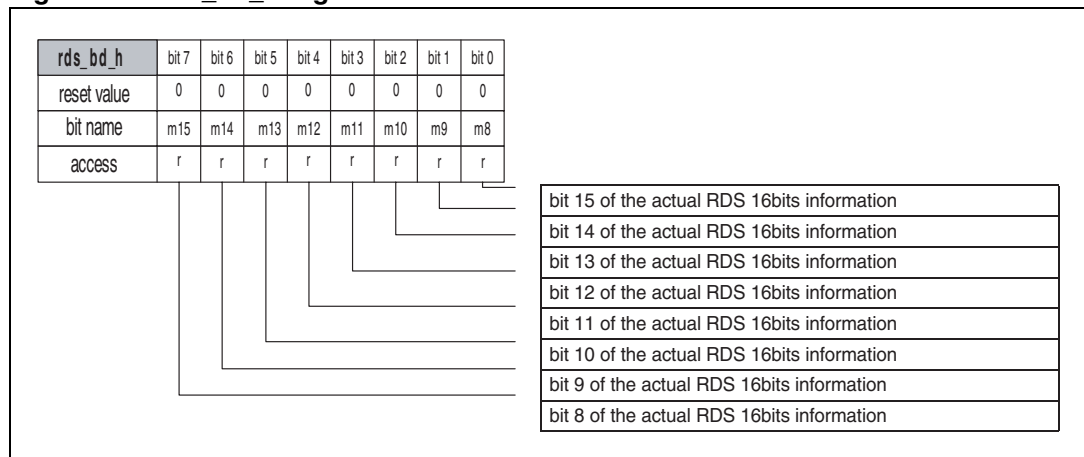 rds_bd_h bit 7 bit 6 bit 5 bit 4 bit 3 bit 2 bit 1 bit 0
reset value 0 0 0 0 0 0 0 0
bit name m15 m14 m13 m12 m11 m10 m9 m8
access r r r r r r r r
bit 15 of the actual RDS 16bits information
bit 14 of the actual RDS 16bits information
bit 13 of the actual RDS 16bits information
bit 12 of the actual RDS 16bits information
bit 11 of the actual RDS 16bits information
bit 10 of the actual RDS 16bits information
bit 9 of the actual RDS 16bits information
bit 8 of the actual RDS 16bits information